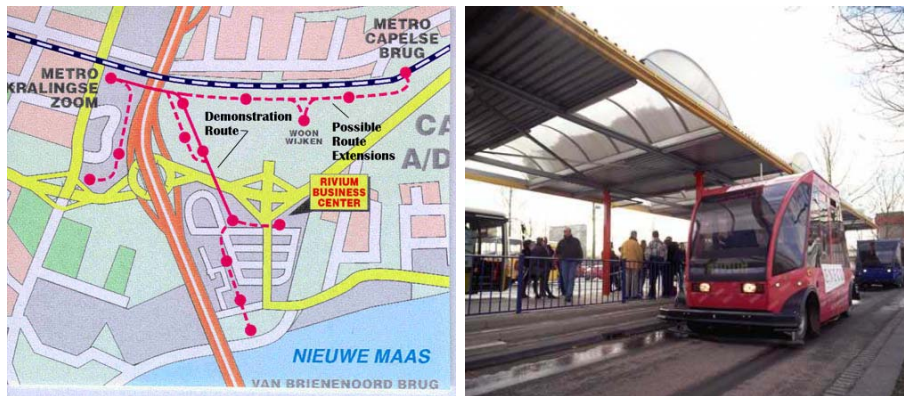 METRO
CAPELSE
BRUG
METRO
KRALINGSE
ZOOM
Demonstration
Route
WOON
WIJKEN
Possible
Route
Extensions
CA
A/D
RIVIUM
BUSINESS
CENTER
NIEUWE MAAS
VAN BRIENENOORD BRUG